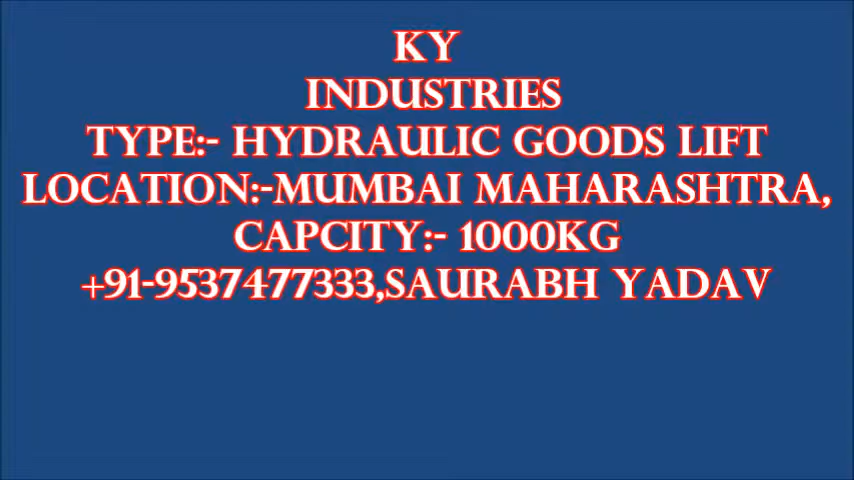 KY
INDUSTRIES
TYPE:- HYDRAULIC GOODS LIFT
LOCATION:-MUMBAI MAHARASHTRA,
CAPCITY:- 1000KG
+91-9537477333,SAURABH YADAV